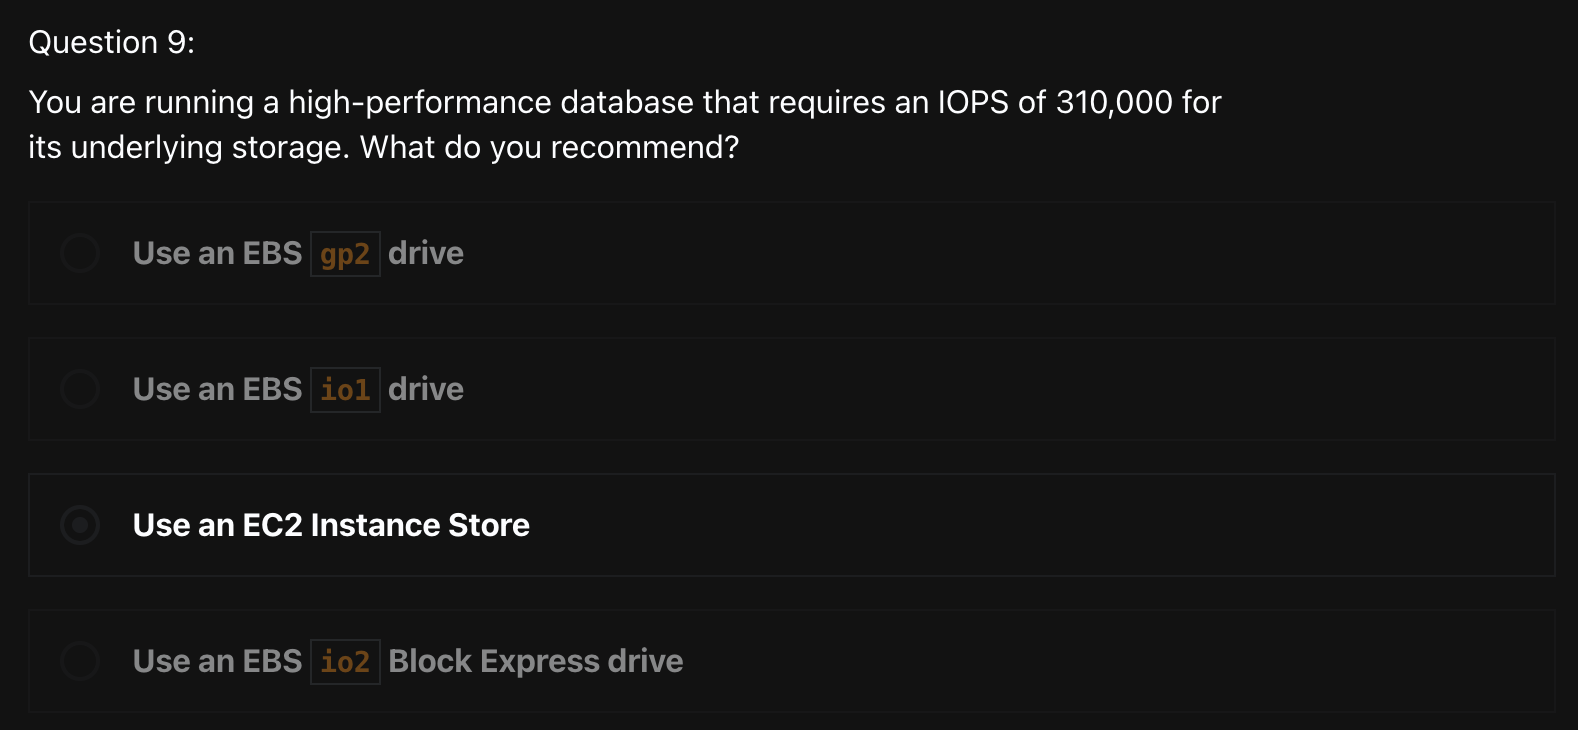 Question 9:
You are running a high-performance database that requires an IOPS of 310,000 for
its underlying storage. What do you recommend?
Use an EBS gp2 drive
Use an EBS io1 drive
Use an EC2 Instance Store
Use an EBS io2 Block Express drive